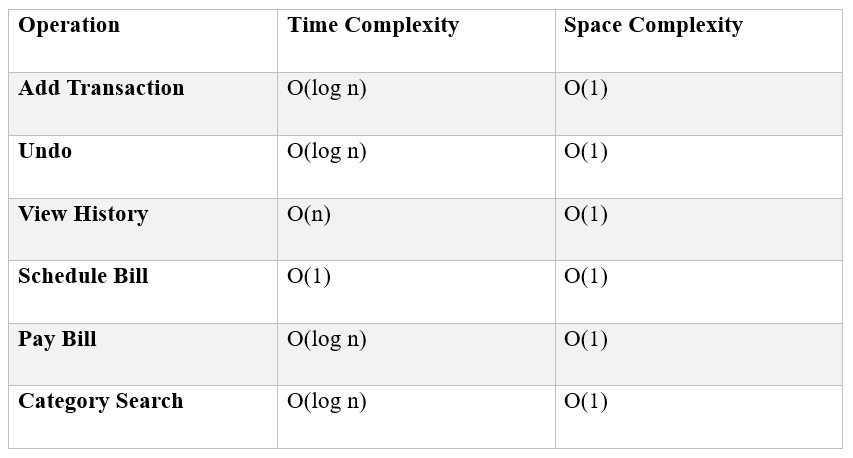 Operation Time Complexity Space Complexity
Add Transaction O(log n) O(1)
Undo O(log n) O(1)
View History O(n) O(1)
Schedule Bill O(1) O(1)
Pay Bill O(log n) O(1)
Category Search O(log n) O(1)